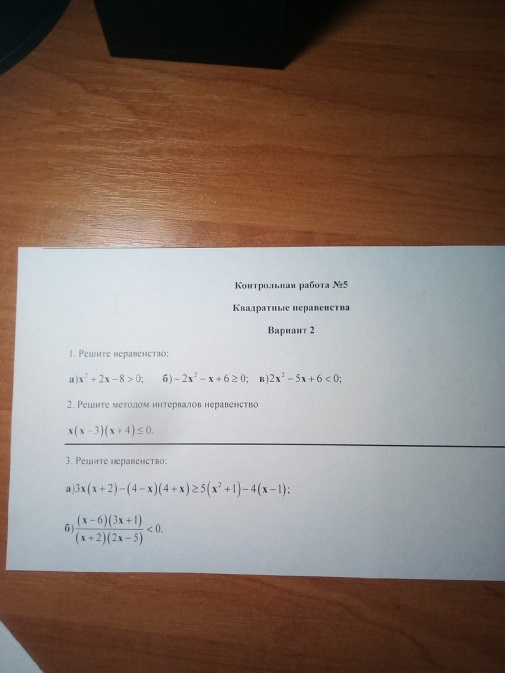 Контрольная работа №5
Квадратные неравенства
Вариант 2
1. Решите неравенство:
а)x² + 2x − 8 > 0; б) − 2x² − x + 6 ≥ 0; в)2x² − 5x + 6 < 0;
2. Решите методом интервалов неравенство
x(x − 3)(x + 4) ≤ 0.
3. Решите неравенство:
а)3x(x + 2) − (4 − x)(4 + x) ≥ 5(x² + 1) − 4(x − 1);
б) (x − 6)(3x + 1) / (x + 2)(2x − 5) < 0.